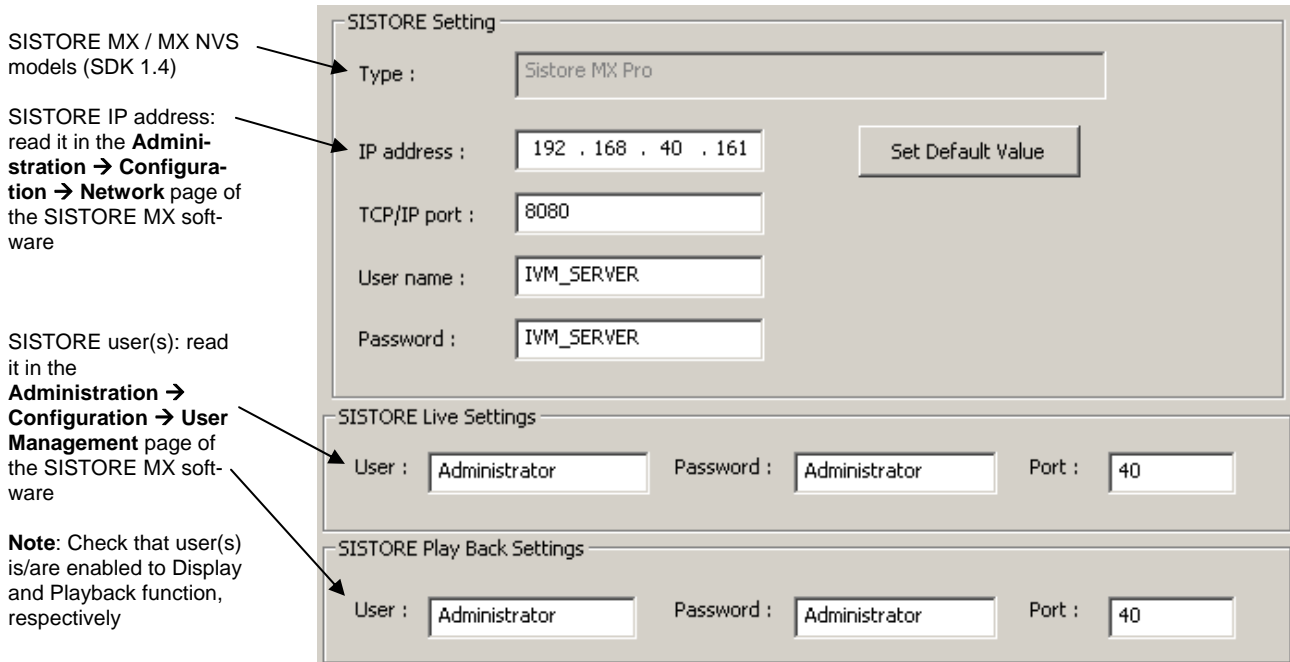 SISTORE MX / MX NVS
models (SDK 1.4)
SISTORE IP address:
read it in the Admini-
stration → Configura-
tion → Network page of
the SISTORE MX soft-
ware
SISTORE user(s): read
it in the
Administration →
Configuration → User
Management page of
the SISTORE MX soft-
ware
Note: Check that user(s)
is/are enabled to Display
and Playback function,
respectively
SISTORE Setting
Type : Sistore MX Pro
IP address : 192 . 168 . 40 . 161 Set Default Value
TCP/IP port : 8080
User name : IVM_SERVER
Password : IVM_SERVER
SISTORE Live Settings
User : Administrator Password : Administrator Port : 40
SISTORE Play Back Settings
User : Administrator Password : Administrator Port : 40